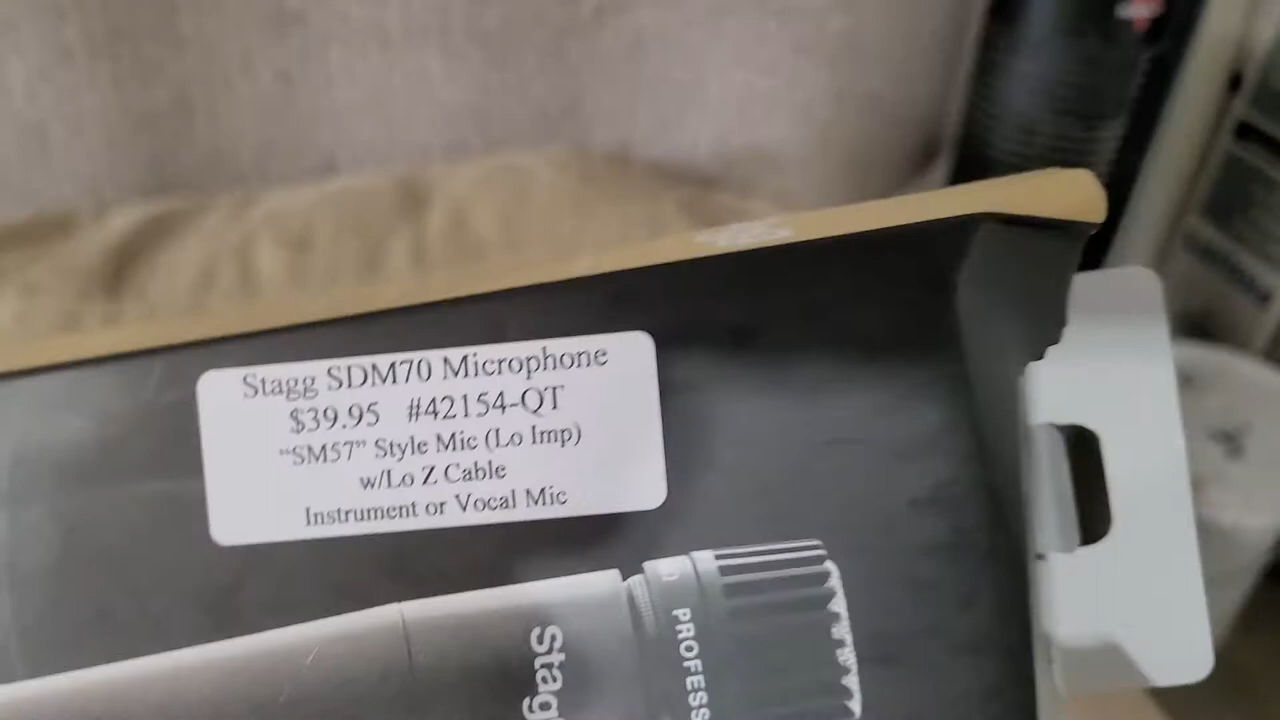 Stagg SDM70 Microphone
$39.95 #42154-QT
“SM57” Style Mic (Lo Imp)
w/Lo Z Cable
Instrument or Vocal Mic
Stag
PROFESS